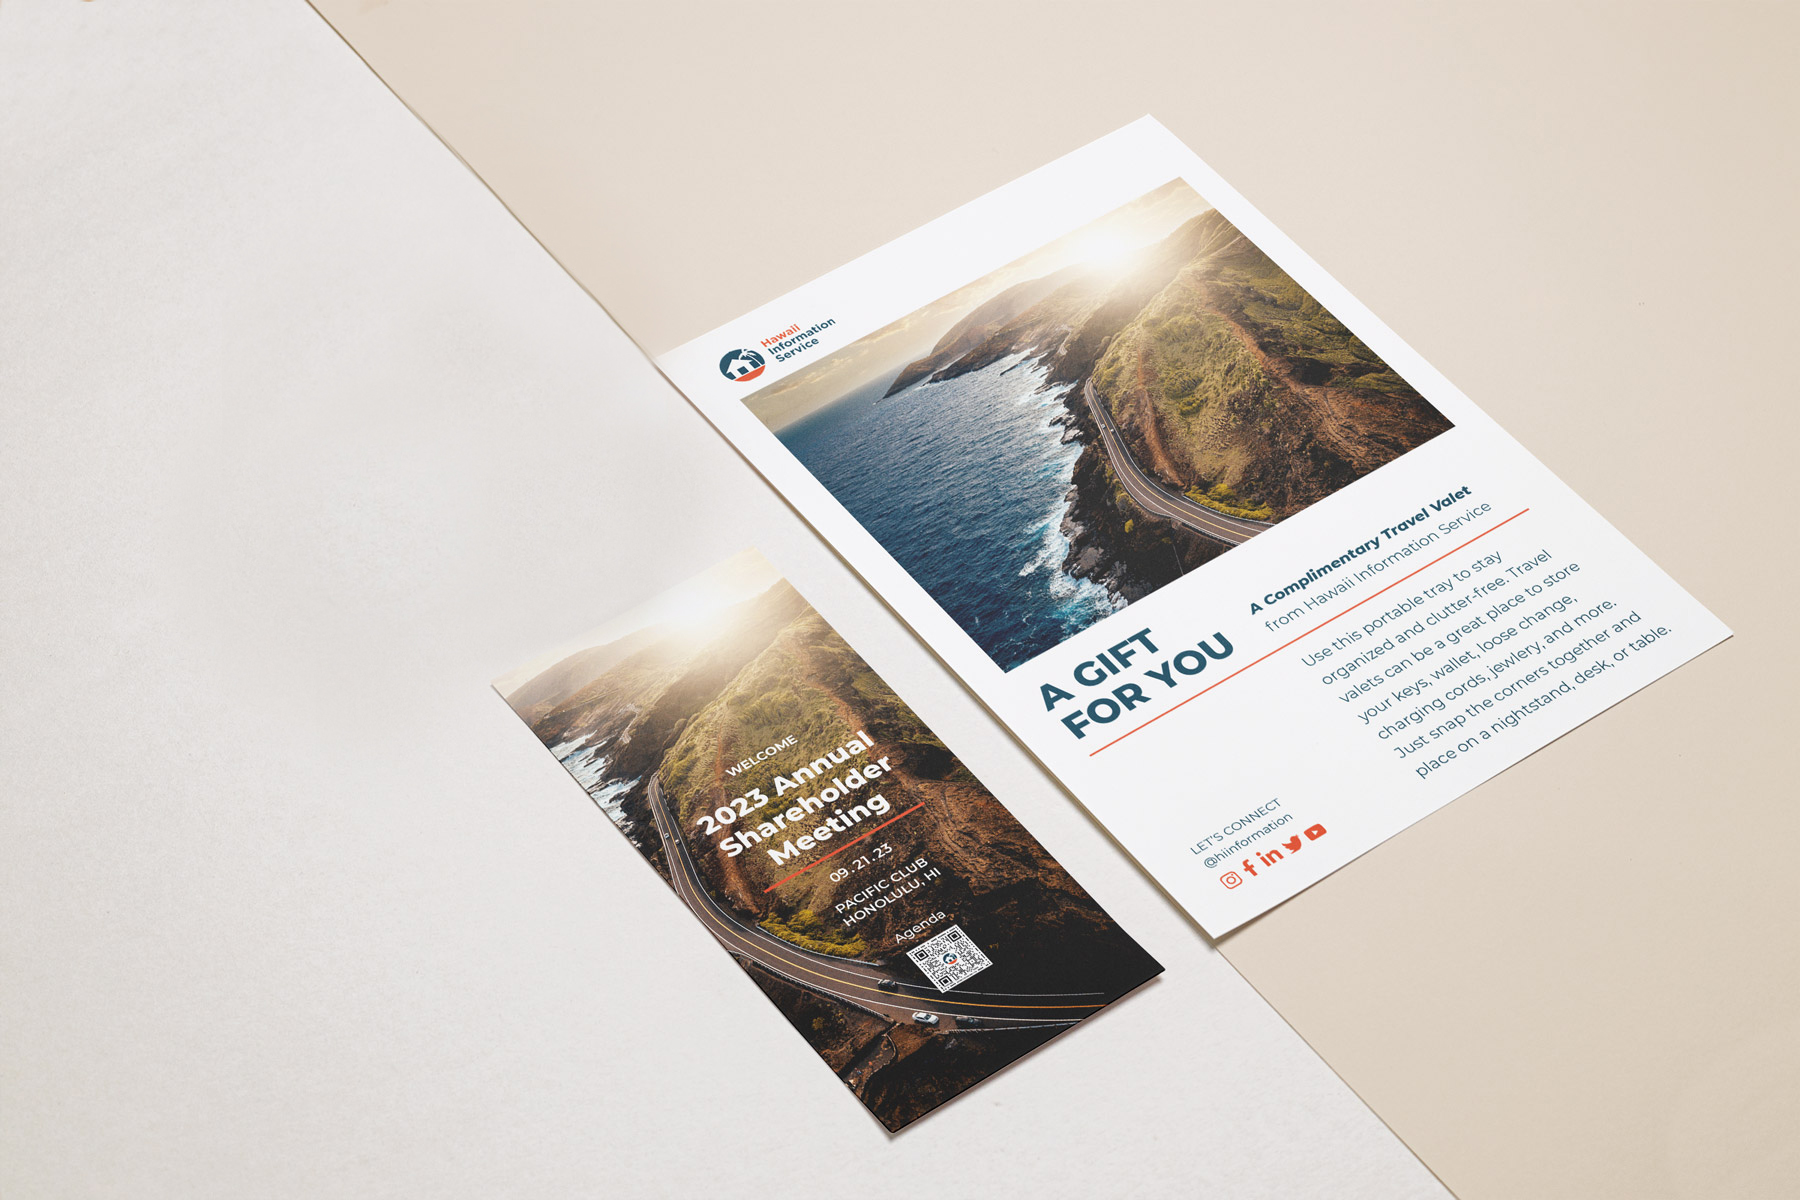 Hawaii
Information
Service
A GIFT
FOR YOU
A Complimentary Travel Valet
from Hawaii Information Service
Use this portable tray to stay
organized and clutter-free. Travel
valets can be a great place to store
your keys, wallet, loose change,
charging cords, jewlery, and more.
Just snap the corners together and
place on a nightstand, desk, or table.
LET'S CONNECT
@hiinformation
WELCOME
2023 Annual
Shareholder
Meeting
09.21.23
PACIFIC CLUB
HONOLULU, HI
Agenda